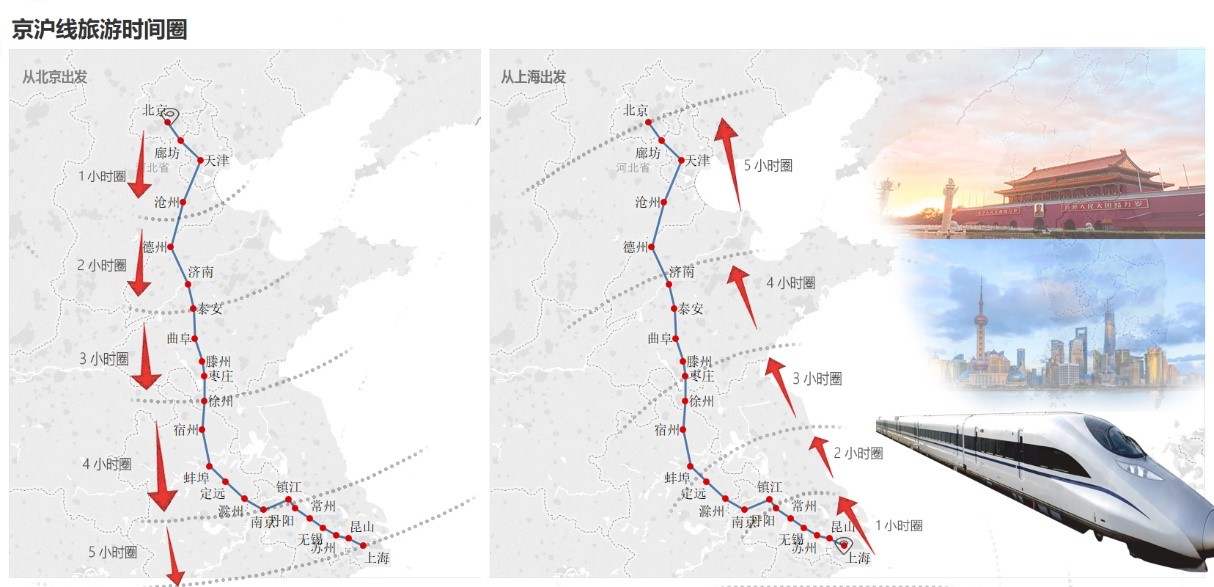 京沪线旅游时间圈
从北京出发
北京
廊坊
天津
河北省
1小时圈
沧州
德州
2小时圈
济南
泰安
曲阜
3小时圈
滕州
枣庄
徐州
宿州
4小时圈
蚌埠
定远
滁州
南京
镇江
丹阳
常州
无锡
苏州
昆山
上海
5小时圈
从上海出发
北京
廊坊
天津
河北省
5小时圈
沧州
德州
济南
4小时圈
泰安
曲阜
滕州
枣庄
3小时圈
徐州
宿州
2小时圈
蚌埠
定远
滁州
南京
镇江
丹阳
常州
无锡
苏州
昆山
上海
1小时圈